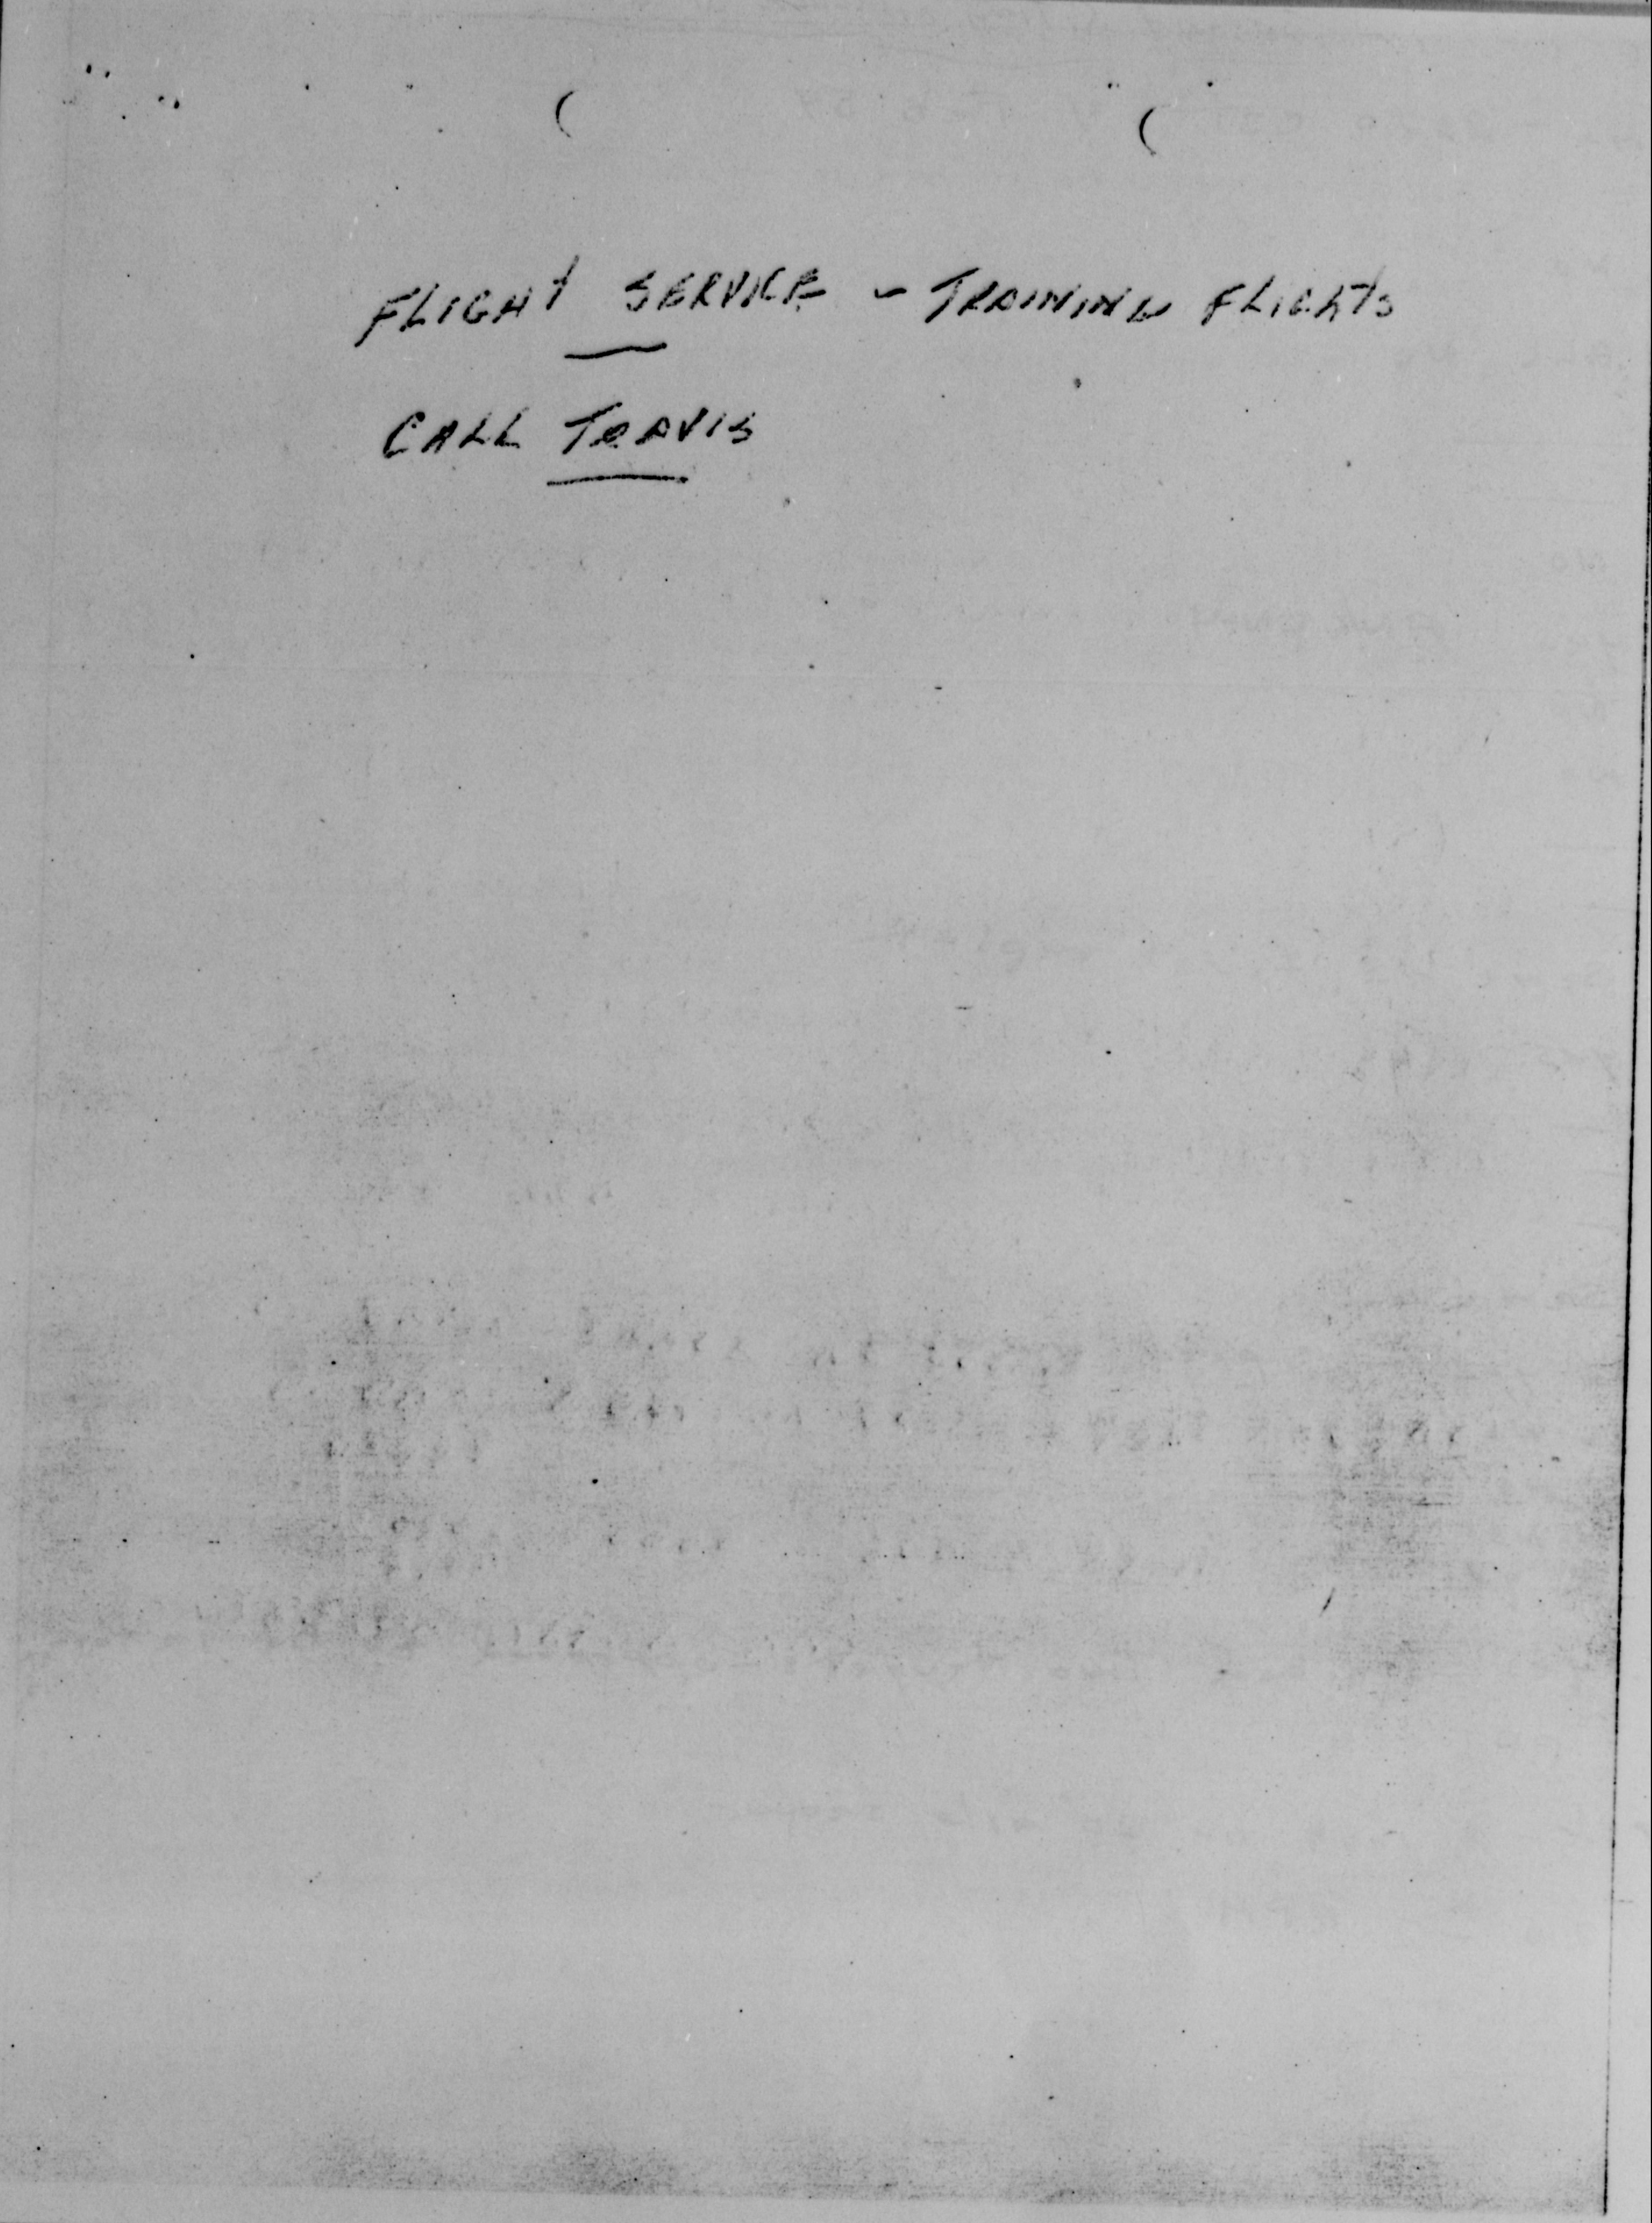 FLIGHT SERVICE - TRAINING FLIGHTS
CALL TRAVIS